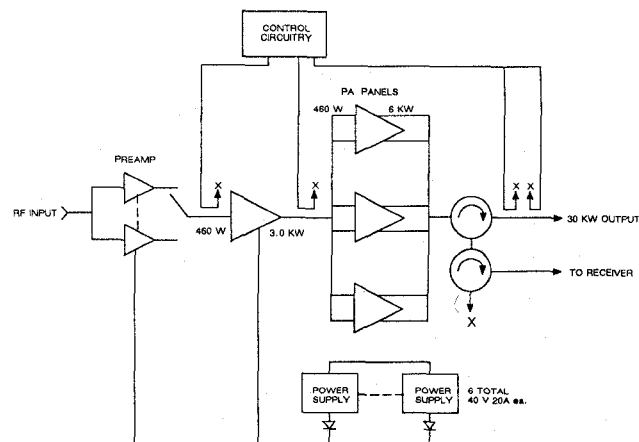 CONTROL
CIRCUITRY
PA PANELS
460 W
6 KW
PREAMP
X
X
X
X
RF INPUT
460 W
3.0 KW
30 KW OUTPUT
TO RECEIVER
X
POWER
SUPPLY
POWER
SUPPLY
6 TOTAL
40 V 20A ea.